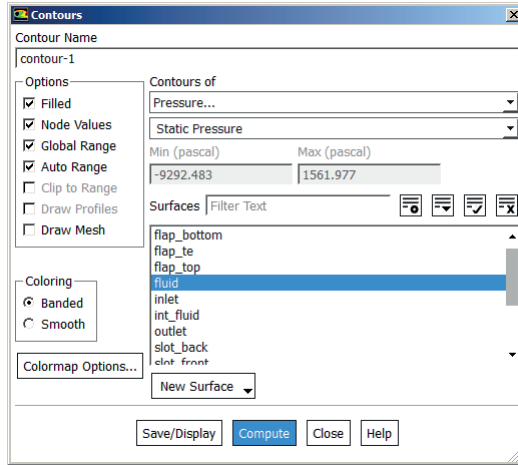 Contours
Contour Name
contour-1
Options
Filled
Node Values
Global Range
Auto Range
Clip to Range
Draw Profiles
Draw Mesh
Coloring
Banded
Smooth
Colormap Options...
Contours of
Pressure...
Static Pressure
Min (pascal) Max (pascal)
-9292.483 1561.977
Surfaces Filter Text
flap_bottom
flap_te
flap_top
fluid
inlet
int_fluid
outlet
slot_back
slot_front
New Surface
Save/Display Compute Close Help